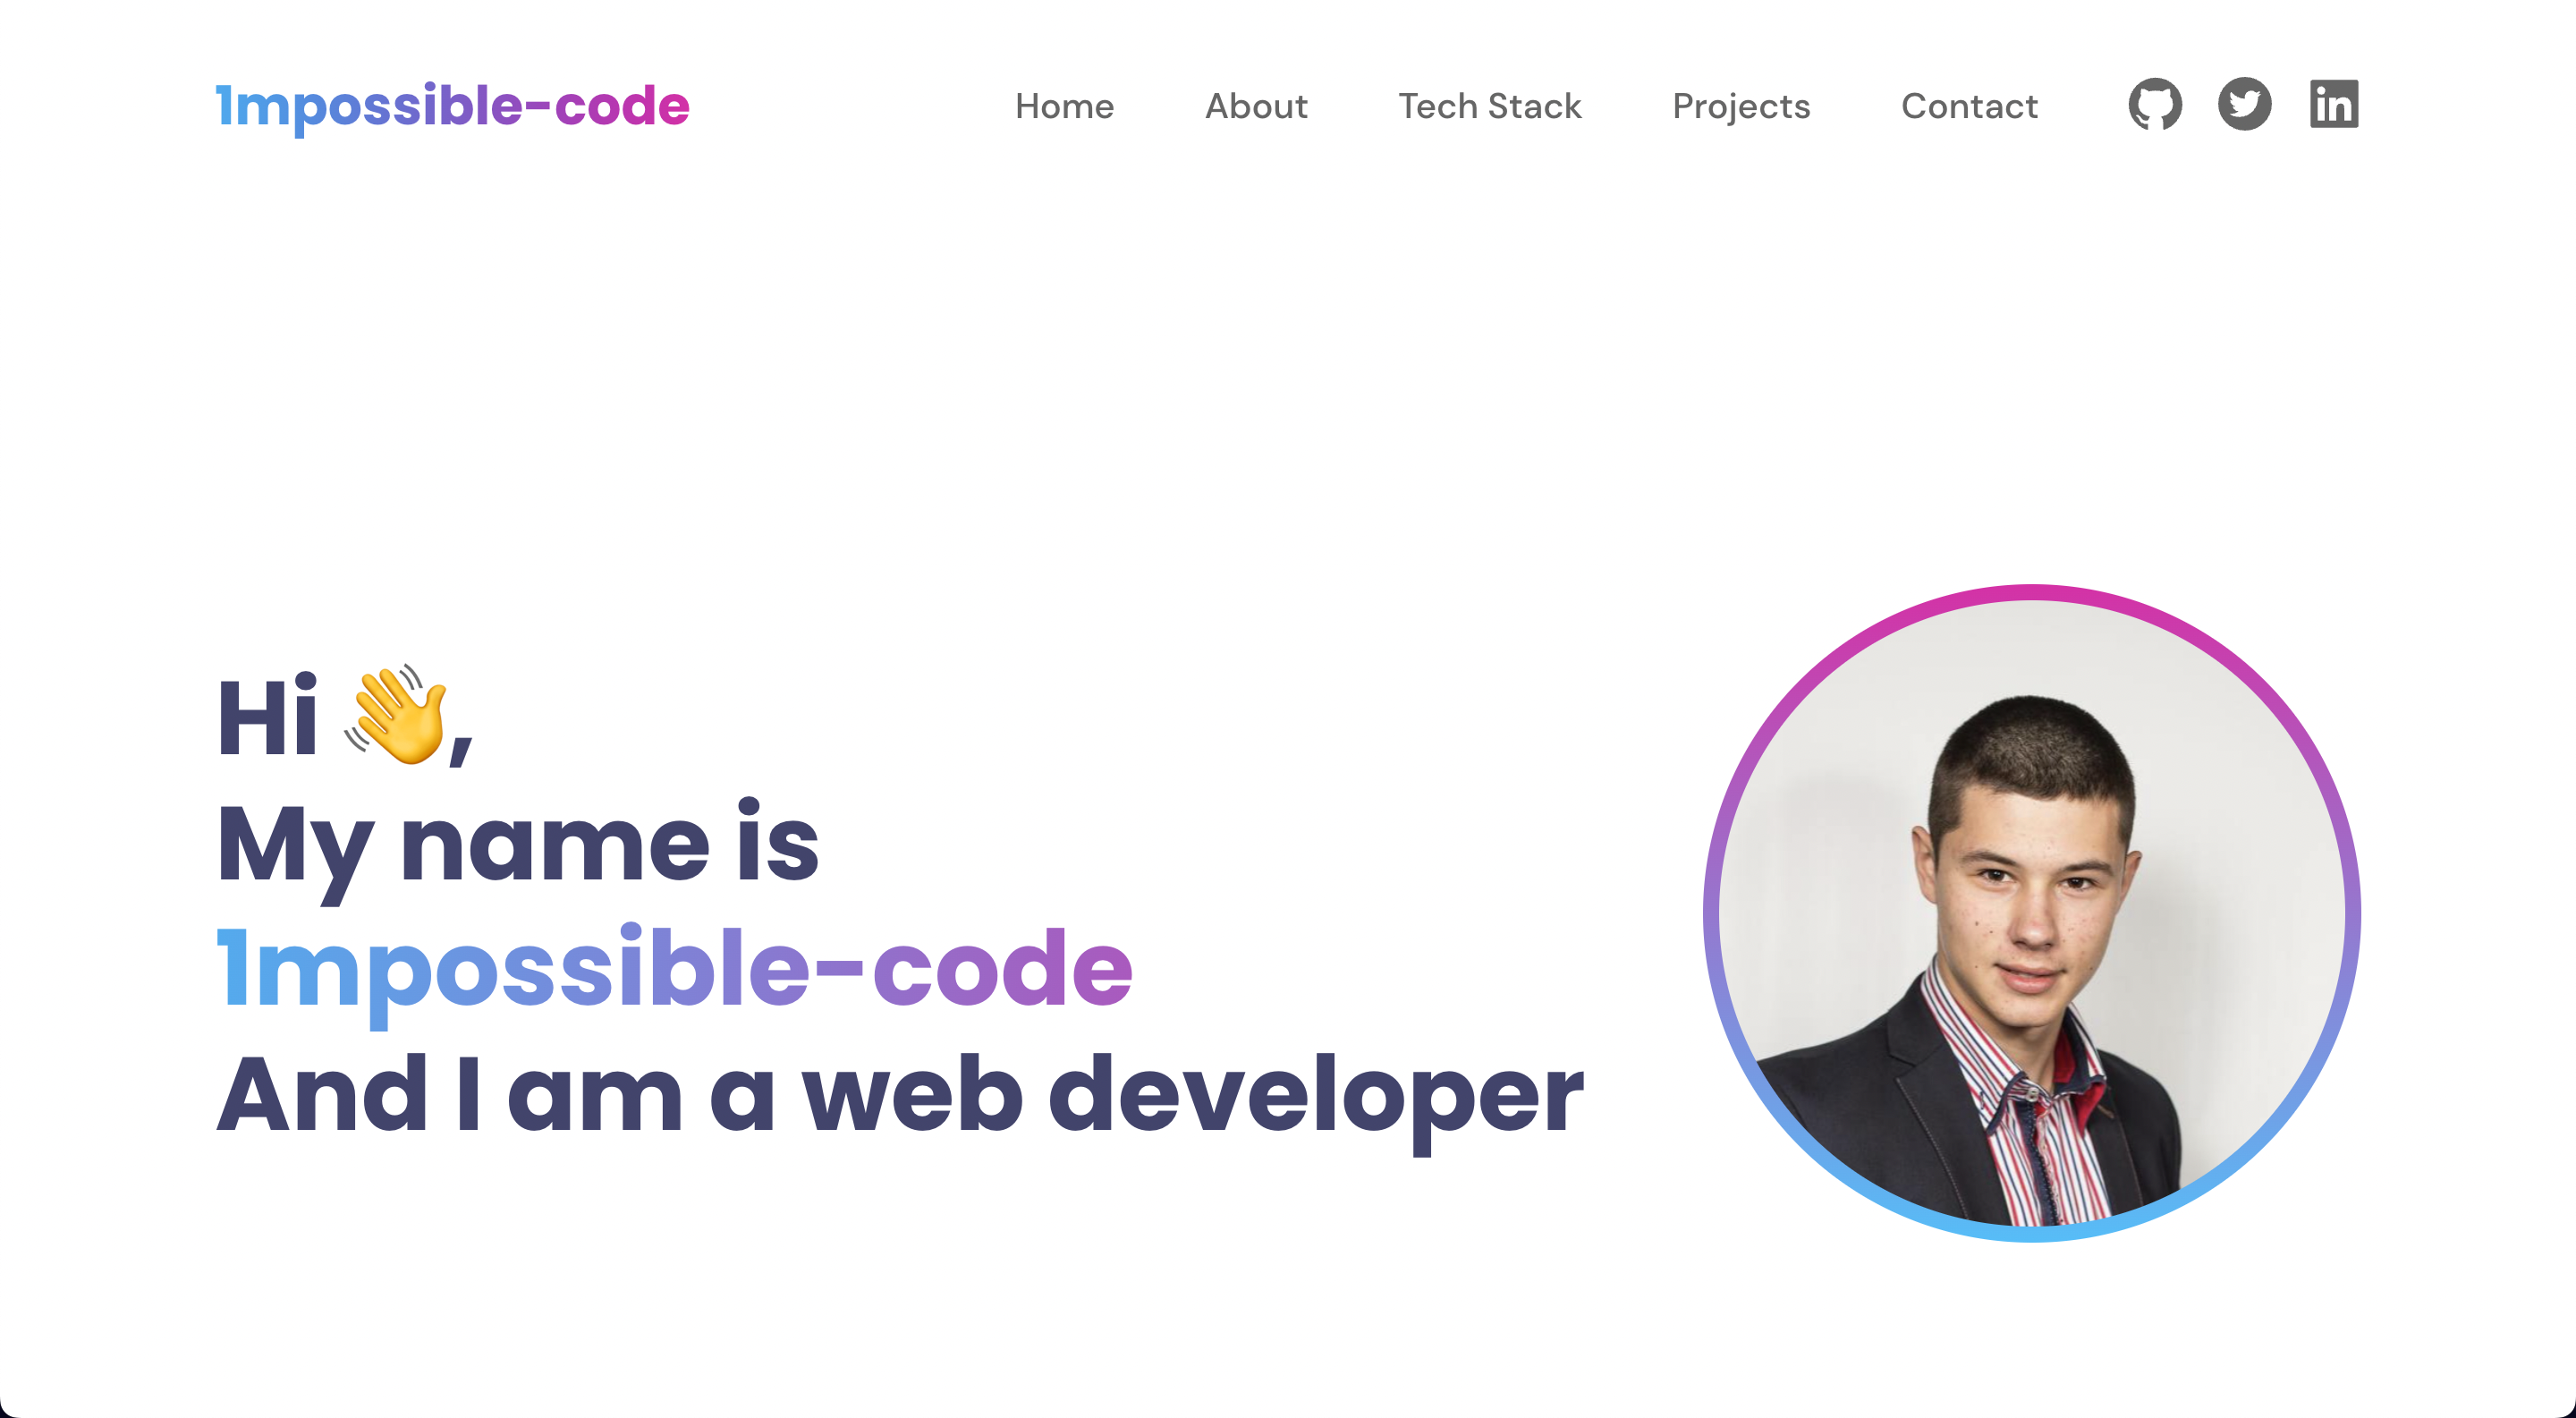 1mpossible-code
Home About Tech Stack Projects Contact
Hi 👋,
My name is
1mpossible-code
And I am a web developer